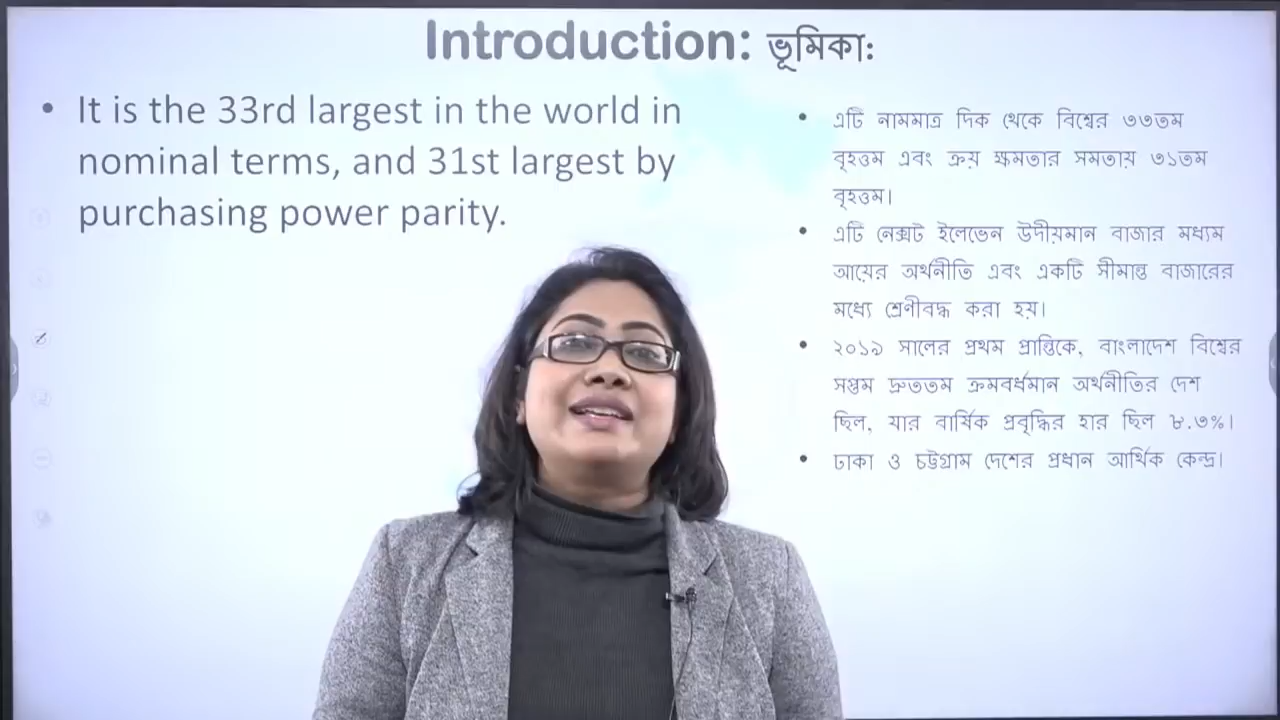 Introduction: ভূমিকা:
• It is the 33rd largest in the world in
nominal terms, and 31st largest by
purchasing power parity.
• এটি নামমাত্র দিক থেকে বিশ্বের ৩৩তম
বৃহত্তম এবং ক্রয় ক্ষমতার সমতায় ৩১তম
বৃহত্তম।
• এটি নেক্সট ইলেভেন উদীয়মান বাজার মধ্যম
আয়ের অর্থনীতি এবং একটি সীমান্ত বাজারের
মধ্যে শ্রেণীবদ্ধ করা হয়।
• ২০১৯ সালের প্রথম প্রান্তিকে, বাংলাদেশ বিশ্বের
সপ্তম দ্রুততম ক্রমবর্ধমান অর্থনীতির দেশ
ছিল, যার বার্ষিক প্রবৃদ্ধির হার ছিল ৮.৩%।
• ঢাকা ও চট্টগ্রাম দেশের প্রধান আর্থিক কেন্দ্র।